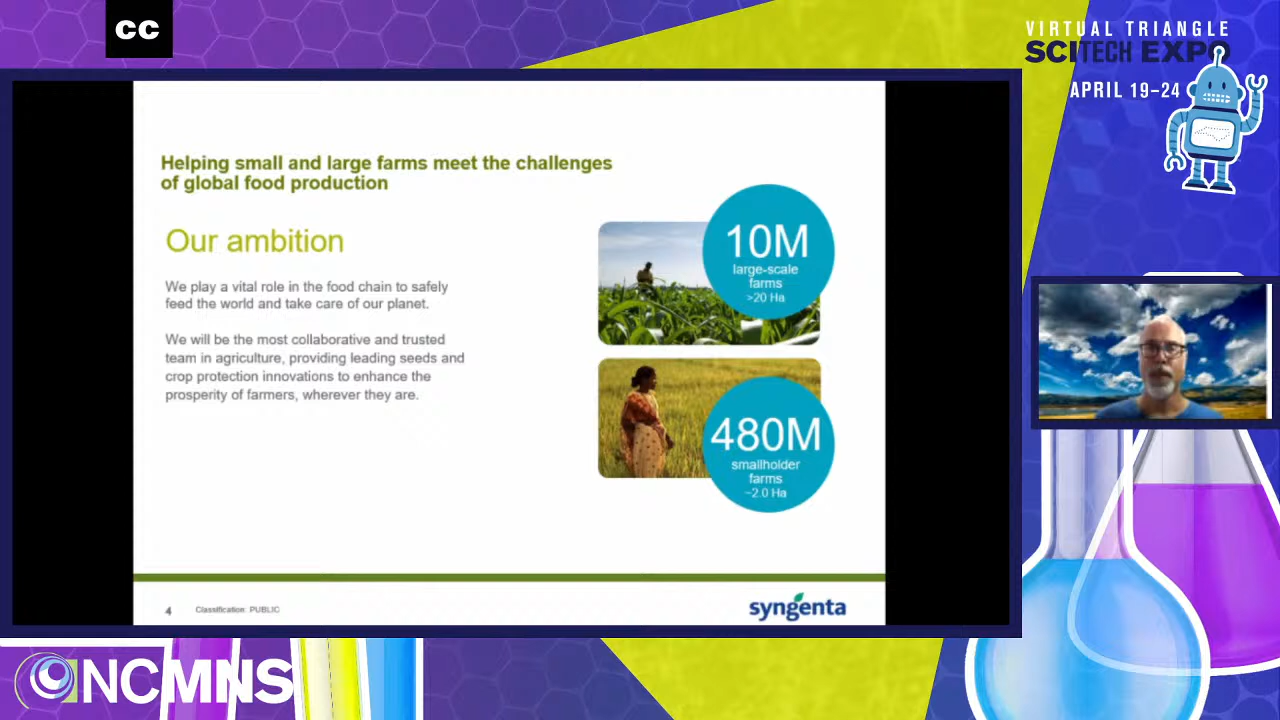 CC
VIRTUAL TRIANGLE
SCITECH EXPO
APRIL 19–24
Helping small and large farms meet the challenges
of global food production
Our ambition
We play a vital role in the food chain to safely
feed the world and take care of our planet.
We will be the most collaborative and trusted
team in agriculture, providing leading seeds and
crop protection innovations to enhance the
prosperity of farmers, wherever they are.
10M
large-scale
farms
>20 Ha
480M
smallholder
farms
~2.0 Ha
4
Classification: PUBLIC
syngenta
NCMNS